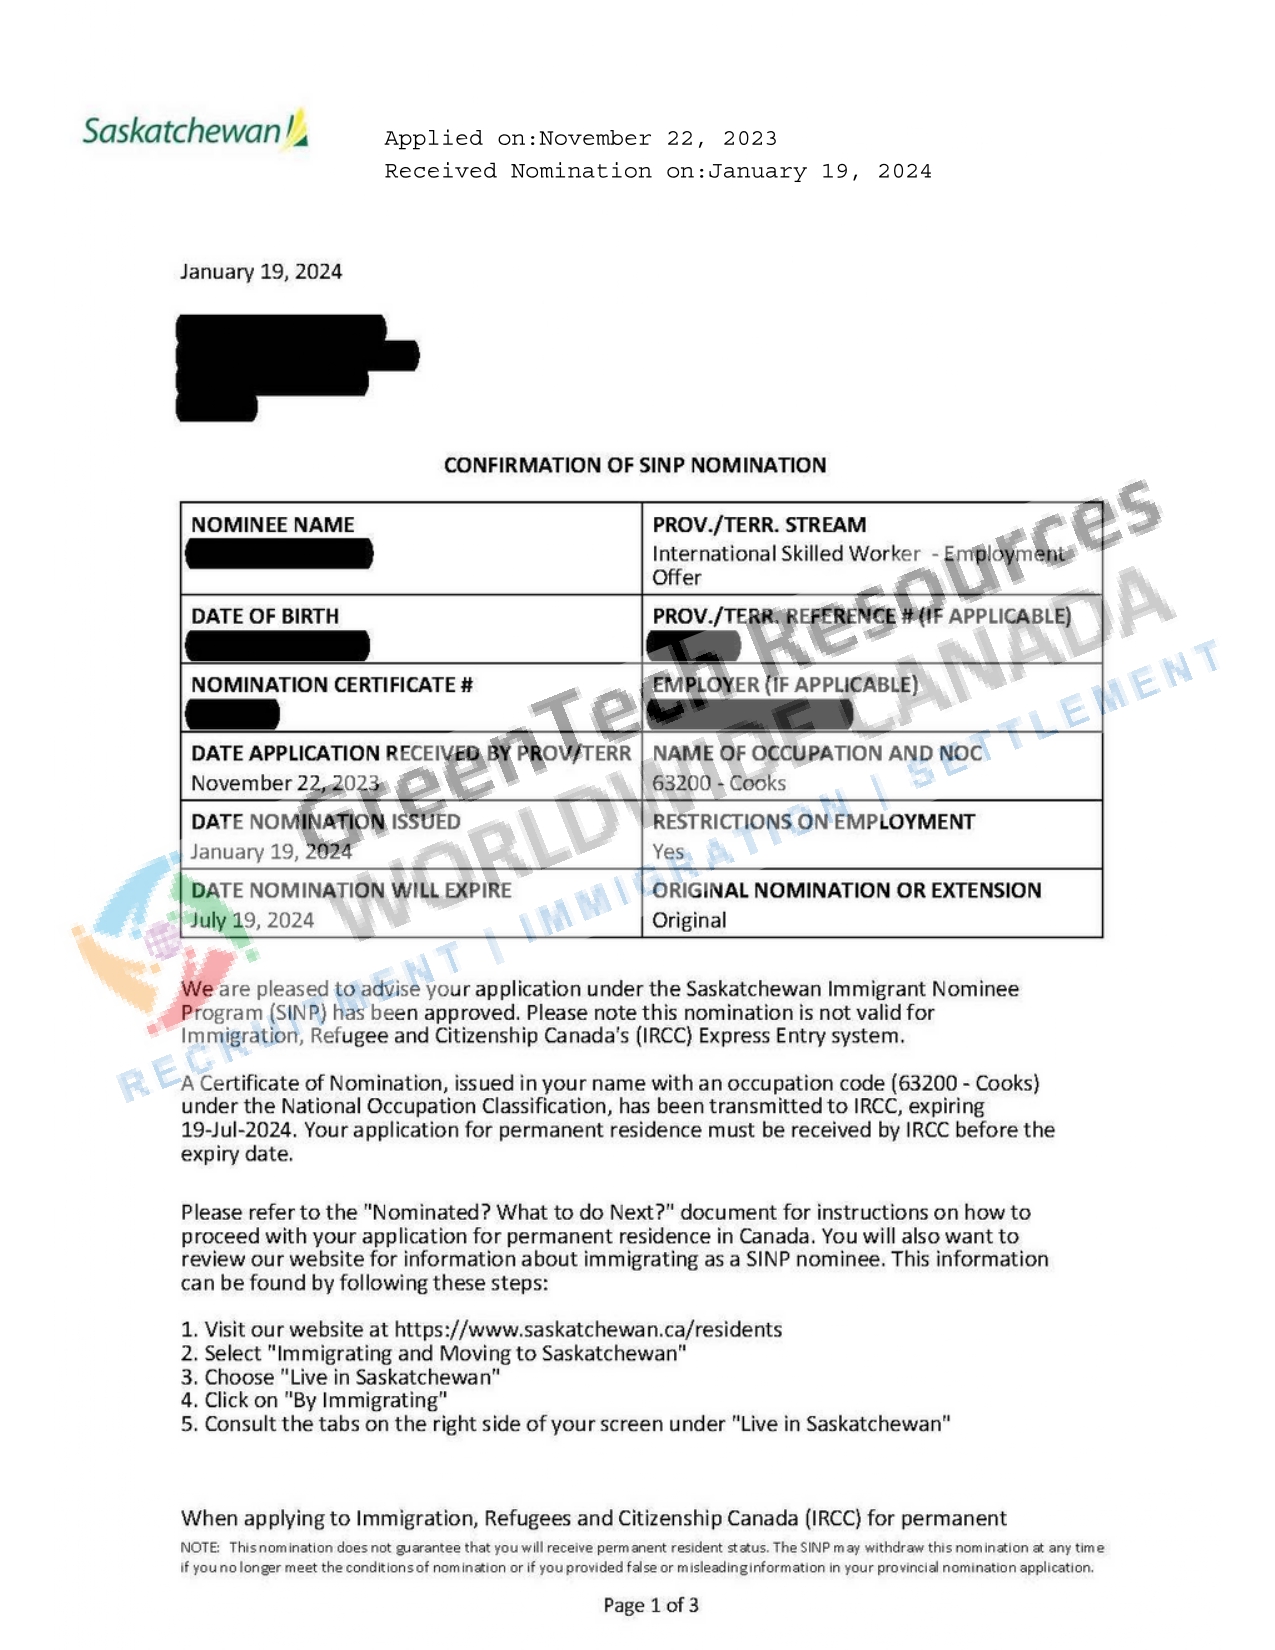 Saskatchewan
Applied on:November 22, 2023
Received Nomination on:January 19, 2024
January 19, 2024
CONFIRMATION OF SINP NOMINATION
NOMINEE NAME
PROV./TERR. STREAM
International Skilled Worker - Employment
Offer
DATE OF BIRTH
PROV./TERR. REFERENCE # (IF APPLICABLE)
NOMINATION CERTIFICATE #
EMPLOYER (IF APPLICABLE)
DATE APPLICATION RECEIVED BY PROV/TERR
November 22, 2023
NAME OF OCCUPATION AND NOC
63200 - Cooks
DATE NOMINATION ISSUED
January 19, 2024
RESTRICTIONS ON EMPLOYMENT
Yes
DATE NOMINATION WILL EXPIRE
July 19, 2024
ORIGINAL NOMINATION OR EXTENSION
Original
GreenTech Resources
WORLDWIDE CANADA
RECRUITMENT | IMMIGRATION | SETTLEMENT
We are pleased to advise your application under the Saskatchewan Immigrant Nominee
Program (SINP) has been approved. Please note this nomination is not valid for
Immigration, Refugee and Citizenship Canada's (IRCC) Express Entry system.
A Certificate of Nomination, issued in your name with an occupation code (63200 - Cooks)
under the National Occupation Classification, has been transmitted to IRCC, expiring
19-Jul-2024. Your application for permanent residence must be received by IRCC before the
expiry date.
Please refer to the "Nominated? What to do Next?" document for instructions on how to
proceed with your application for permanent residence in Canada. You will also want to
review our website for information about immigrating as a SINP nominee. This information
can be found by following these steps:
1. Visit our website at https://www.saskatchewan.ca/residents
2. Select "Immigrating and Moving to Saskatchewan"
3. Choose "Live in Saskatchewan"
4. Click on "By Immigrating"
5. Consult the tabs on the right side of your screen under "Live in Saskatchewan"
When applying to Immigration, Refugees and Citizenship Canada (IRCC) for permanent
NOTE: This nomination does not guarantee that you will receive permanent resident status. The SINP may withdraw this nomination at any time
if you no longer meet the conditions of nomination or if you provided false or misleading information in your provincial nomination application.
Page 1 of 3